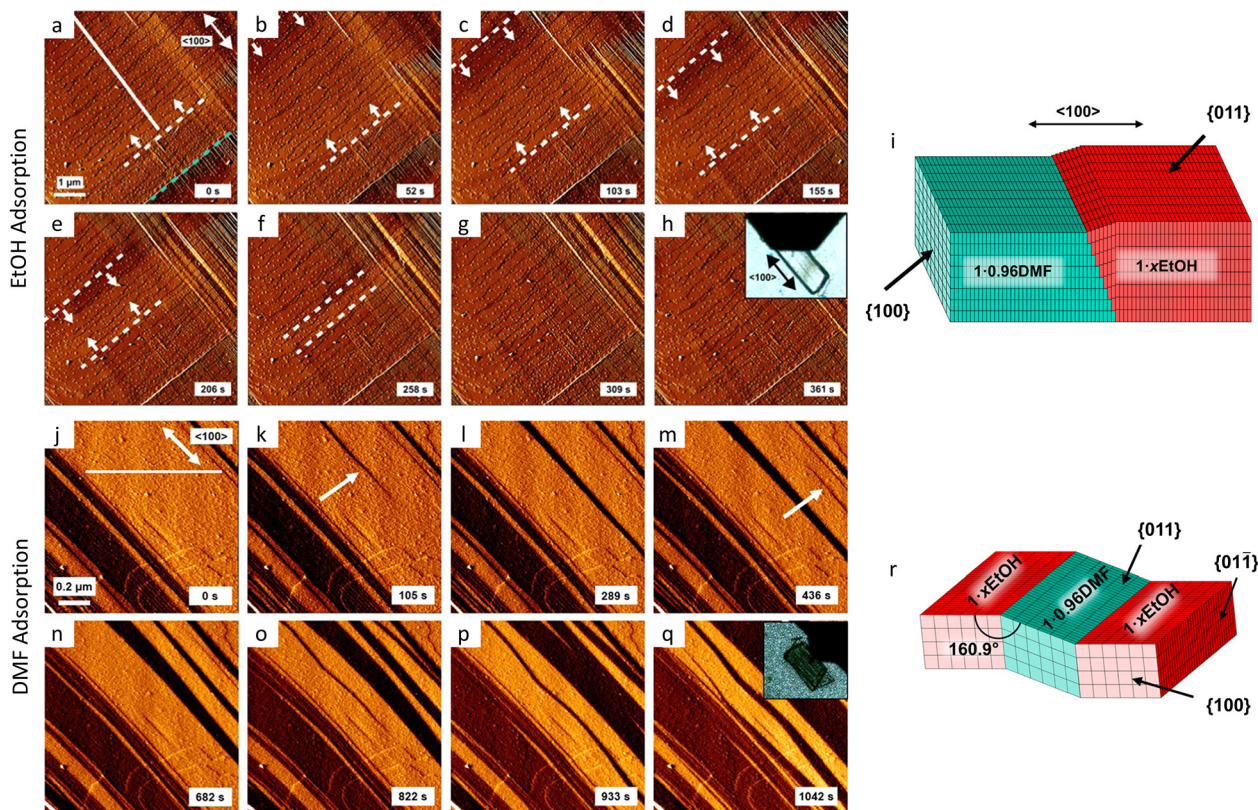 EtOH Adsorption
a
<100>
1 µm
0 s
b
52 s
c
103 s
d
155 s
e
206 s
f
258 s
g
309 s
h
<100>
361 s
i
<100>
{011}
1·0.96DMF
1·xEtOH
{100}
DMF Adsorption
j
<100>
0.2 µm
0 s
k
105 s
l
289 s
m
436 s
n
682 s
o
822 s
p
933 s
q
1042 s
r
{011}
{011̅}
1·xEtOH
1·0.96DMF
1·xEtOH
160.9°
{100}